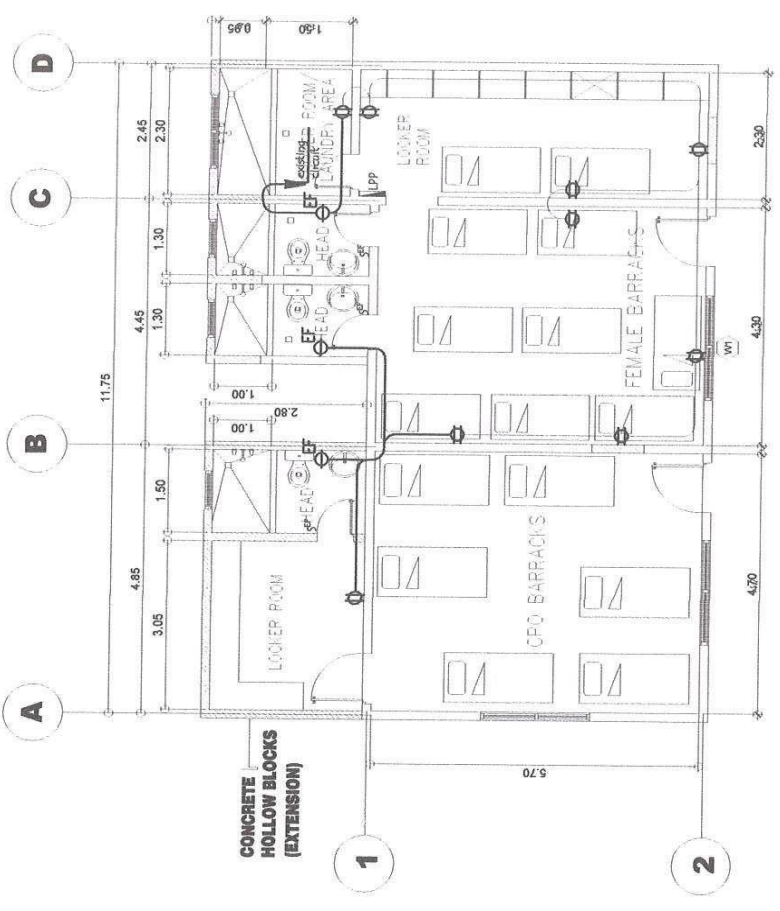 A
B
C
D
11.75
4.85
4.45
2.45
3.05
1.50
1.30
1.30
2.30
1.00
2.80
1.00
0.95
1.50
CONCRETE
HOLLOW BLOCKS
(EXTENSION)
LOCKER ROOM
HEAD
EF
HEAD
EF
HEAD
EF
existing
circuit
LAUNDRY AREA
LPP
LOCKER
ROOM
1
5.70
2
CPO BARRACKS
FEMALE BARRACKS
W1
4.70
4.30
2.30